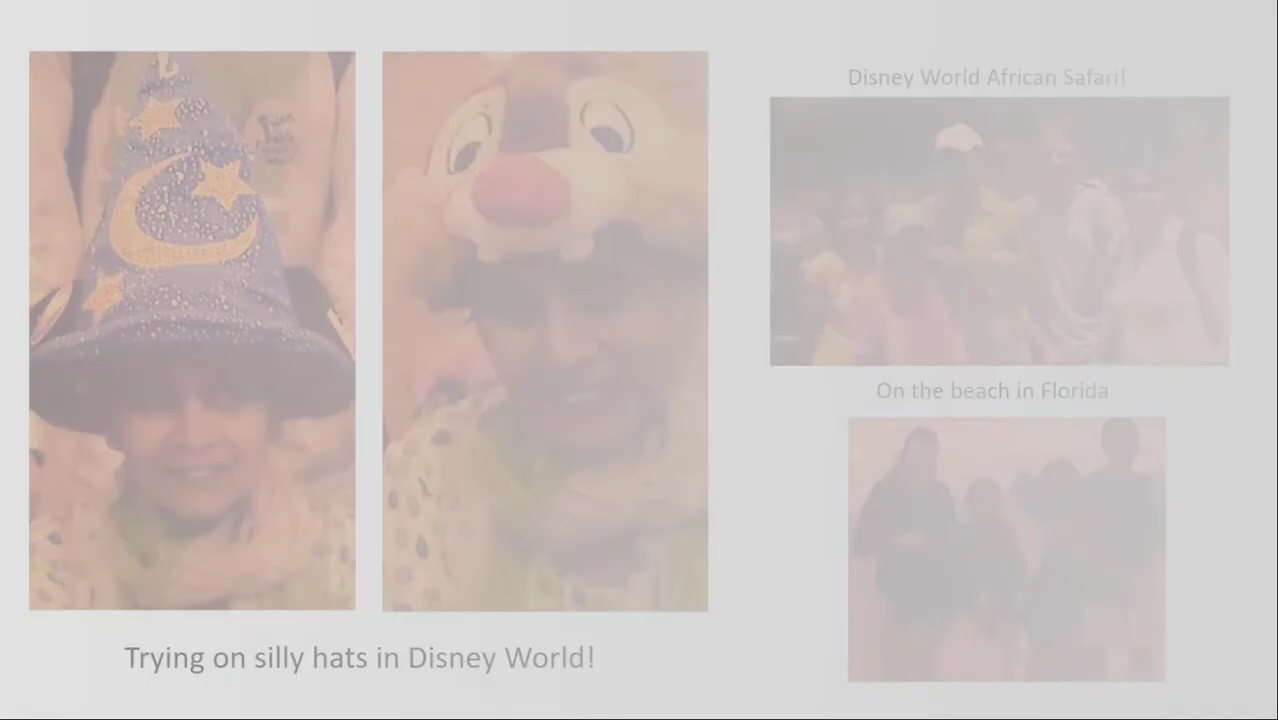 Disney World African Safari!
On the beach in Florida
Trying on silly hats in Disney World!